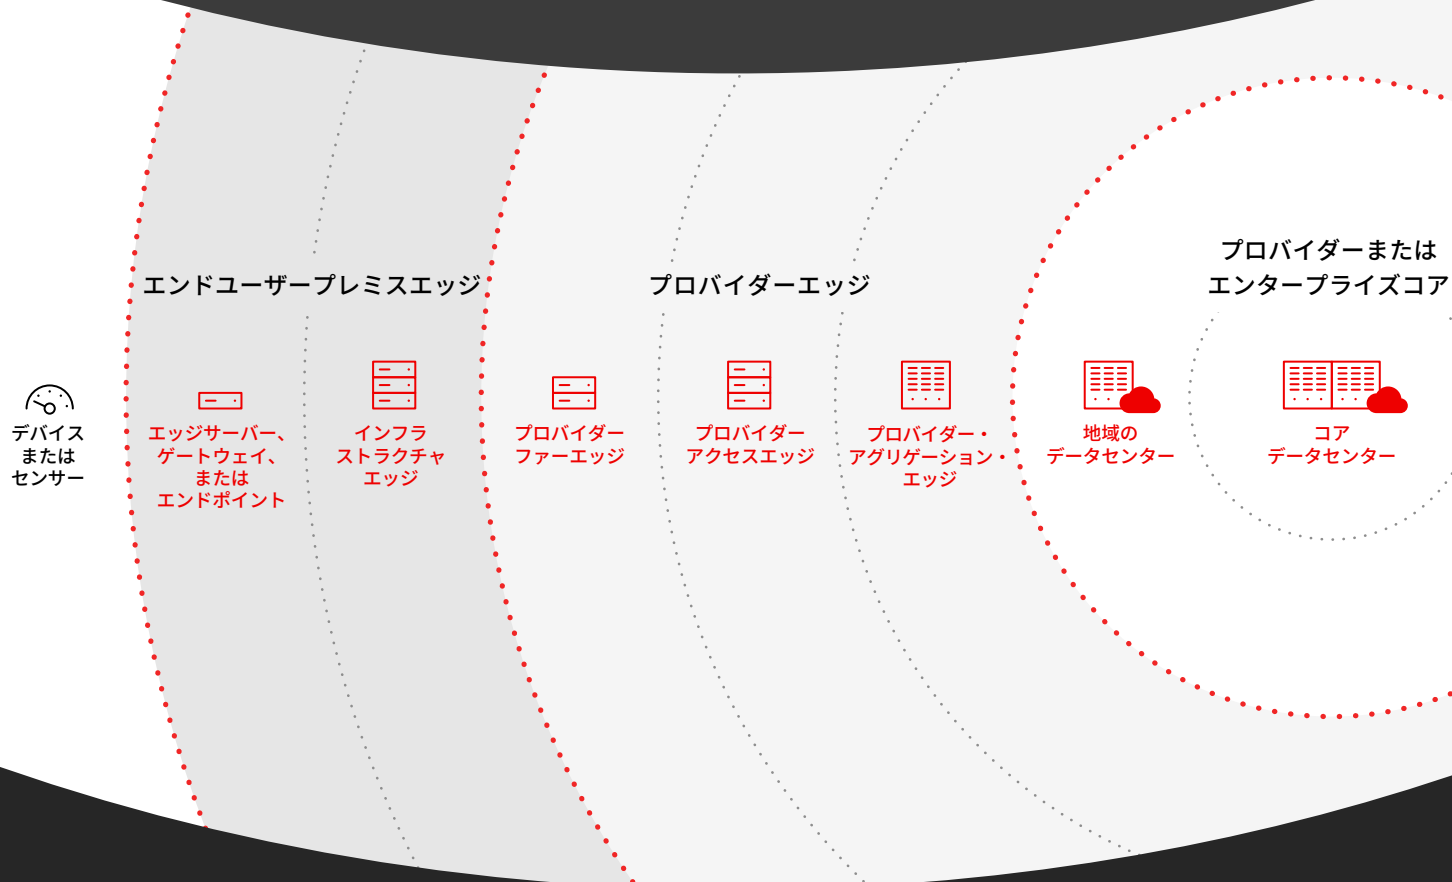 エンドユーザープレミスエッジ
プロバイダーエッジ
プロバイダーまたは
エンタープライズコア
デバイス
または
センサー
エッジサーバー、
ゲートウェイ、
または
エンドポイント
インフラ
ストラクチャ
エッジ
プロバイダー
ファーエッジ
プロバイダー
アクセスエッジ
プロバイダー・
アグリゲーション・
エッジ
地域の
データセンター
コア
データセンター